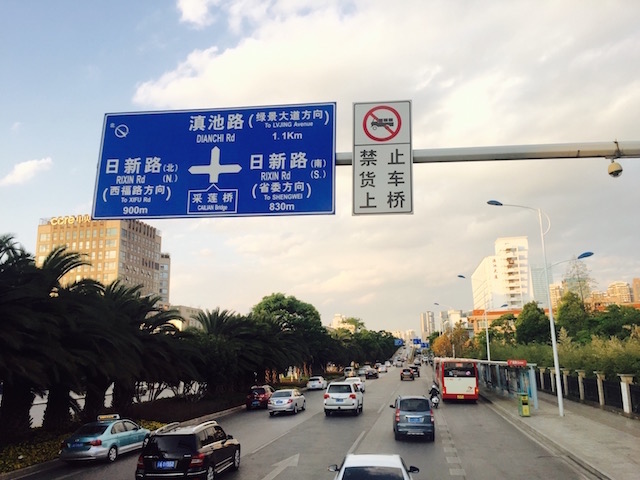 滇池路 (绿景大道方向)
DIANCHI Rd To LVJING Avenue
1.1Km
日新路 (北)
RIXIN Rd (N.)
(西福路方向)
To XIFU Rd
900m
采莲桥
CAILIAN Bridge
日新路 (南)
RIXIN Rd (S.)
(省委方向)
To SHENGWEI
830m
禁止
货车
上桥